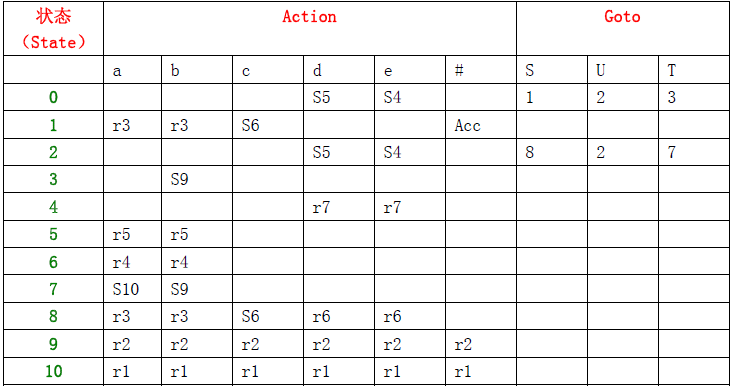 状态 Action Goto
(State)
a b c d e # S U T
0 S5 S4 1 2 3
1 r3 r3 S6 Acc
2 S5 S4 8 2 7
3 S9
4 r7 r7
5 r5 r5
6 r4 r4
7 S10 S9
8 r3 r3 S6 r6 r6
9 r2 r2 r2 r2 r2 r2
10 r1 r1 r1 r1 r1 r1